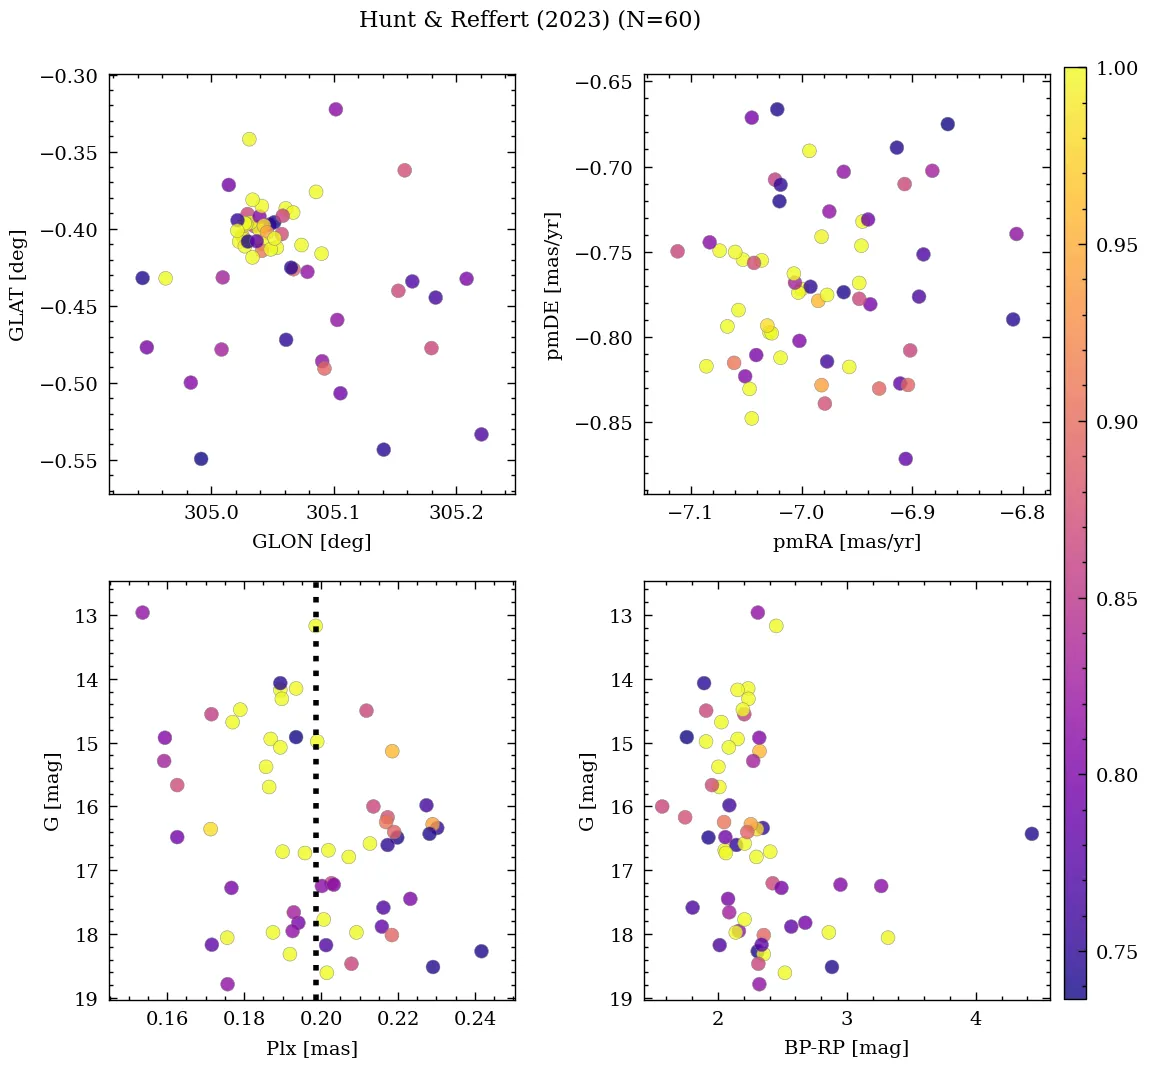 Hunt & Reffert (2023) (N=60)
−0.30
−0.35
−0.40
−0.45
−0.50
−0.55
GLAT [deg]
305.0 305.1 305.2
GLON [deg]
−0.65
−0.70
−0.75
−0.80
−0.85
pmDE [mas/yr]
−7.1 −7.0 −6.9 −6.8
pmRA [mas/yr]
1.00
0.95
0.90
0.85
0.80
0.75
13
14
15
16
17
18
19
G [mag]
0.16 0.18 0.20 0.22 0.24
Plx [mas]
13
14
15
16
17
18
19
G [mag]
2 3 4
BP-RP [mag]